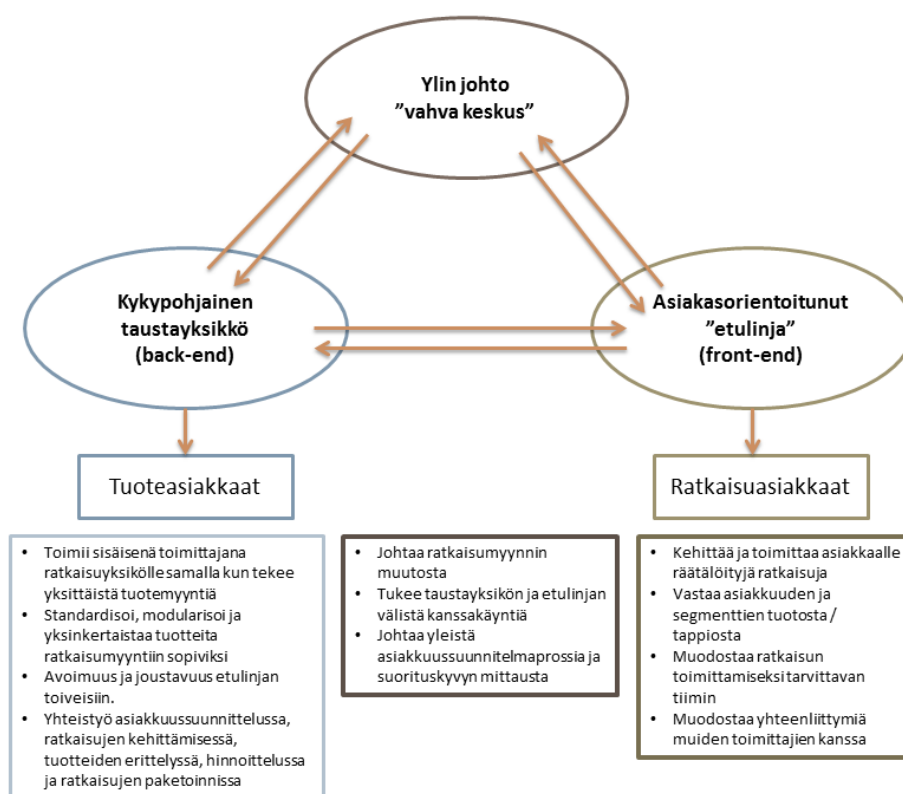 Ylin johto
”vahva keskus”
Kykypohjainen
taustayksikkö
(back-end)
Asiakasorientoitunut
”etulinja”
(front-end)
Tuoteasiakkaat
Ratkaisuasiakkaat
• Toimii sisäisenä toimittajana
ratkaisuyksikölle samalla kun tekee
yksittäistä tuotemyyntiä
• Standardisoi, modularisoi ja
yksinkertaistaa tuotteita
ratkaisumyyntiin sopiviksi
• Avoimuus ja joustavuus etulinjan
toiveisiin.
• Yhteistyö asiakkuussuunnittelussa,
ratkaisujen kehittämisessä,
tuotteiden erittelyssä, hinnoittelussa
ja ratkaisujen paketoinnissa
• Johtaa ratkaisumyynnin
muutosta
• Tukee taustayksikön ja etulinjan
välistä kanssakäyntiä
• Johtaa yleistä
asiakkuussuunnitelmaprossia ja
suorituskyvyn mittausta
• Kehittää ja toimittaa asiakkaalle
räätälöityjä ratkaisuja
• Vastaa asiakkuuden ja
segmenttien tuotosta /
tappiosta
• Muodostaa ratkaisun
toimittamiseksi tarvittavan
tiimin
• Muodostaa yhteenliittymiä
muiden toimittajien kanssa